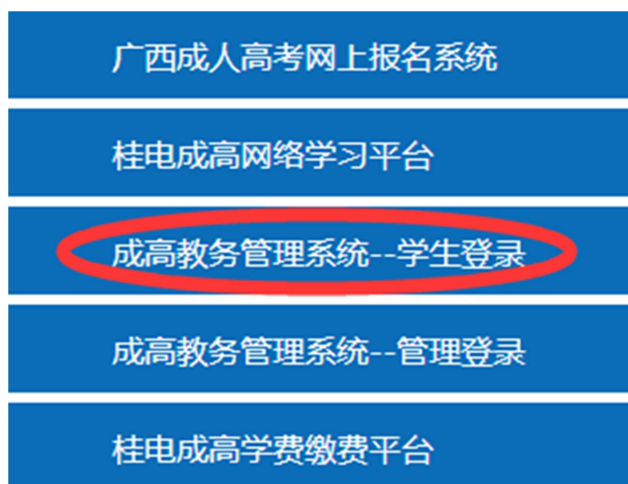 广西成人高考网上报名系统
桂电成高网络学习平台
成高教务管理系统--学生登录
成高教务管理系统--管理登录
桂电成高学费缴费平台